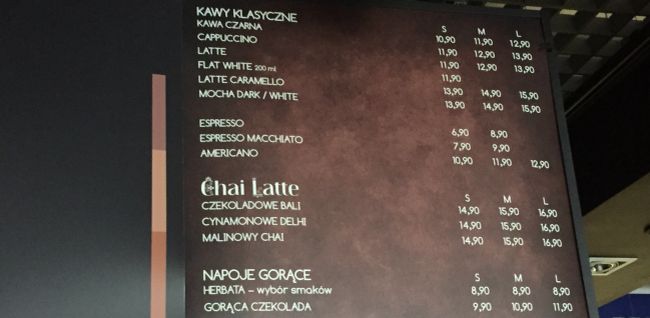 KAWY KLASYCZNE S M L
KAWA CZARNA 10,90 11,90 12,90
CAPPUCCINO 11,90 12,90 13,90
LATTE 11,90 12,90 13,90
FLAT WHITE 200 ml 11,90
LATTE CARAMELLO 13,90 14,90 15,90
MOCHA DARK / WHITE 13,90 14,90 15,90
ESPRESSO 6,90 8,90
ESPRESSO MACCHIATO 7,90 9,90
AMERICANO 10,90 11,90 12,90
Chai Latte S M L
CZEKOLADOWE BALI 14,90 15,90 16,90
CYNAMONOWE DELHI 14,90 15,90 16,90
MALINOWY CHAI 14,90 15,90 16,90
NAPOJE GORĄCE S M L
HERBATA – wybór smaków 8,90 8,90 8,90
GORĄCA CZEKOLADA 9,90 10,90 11,90